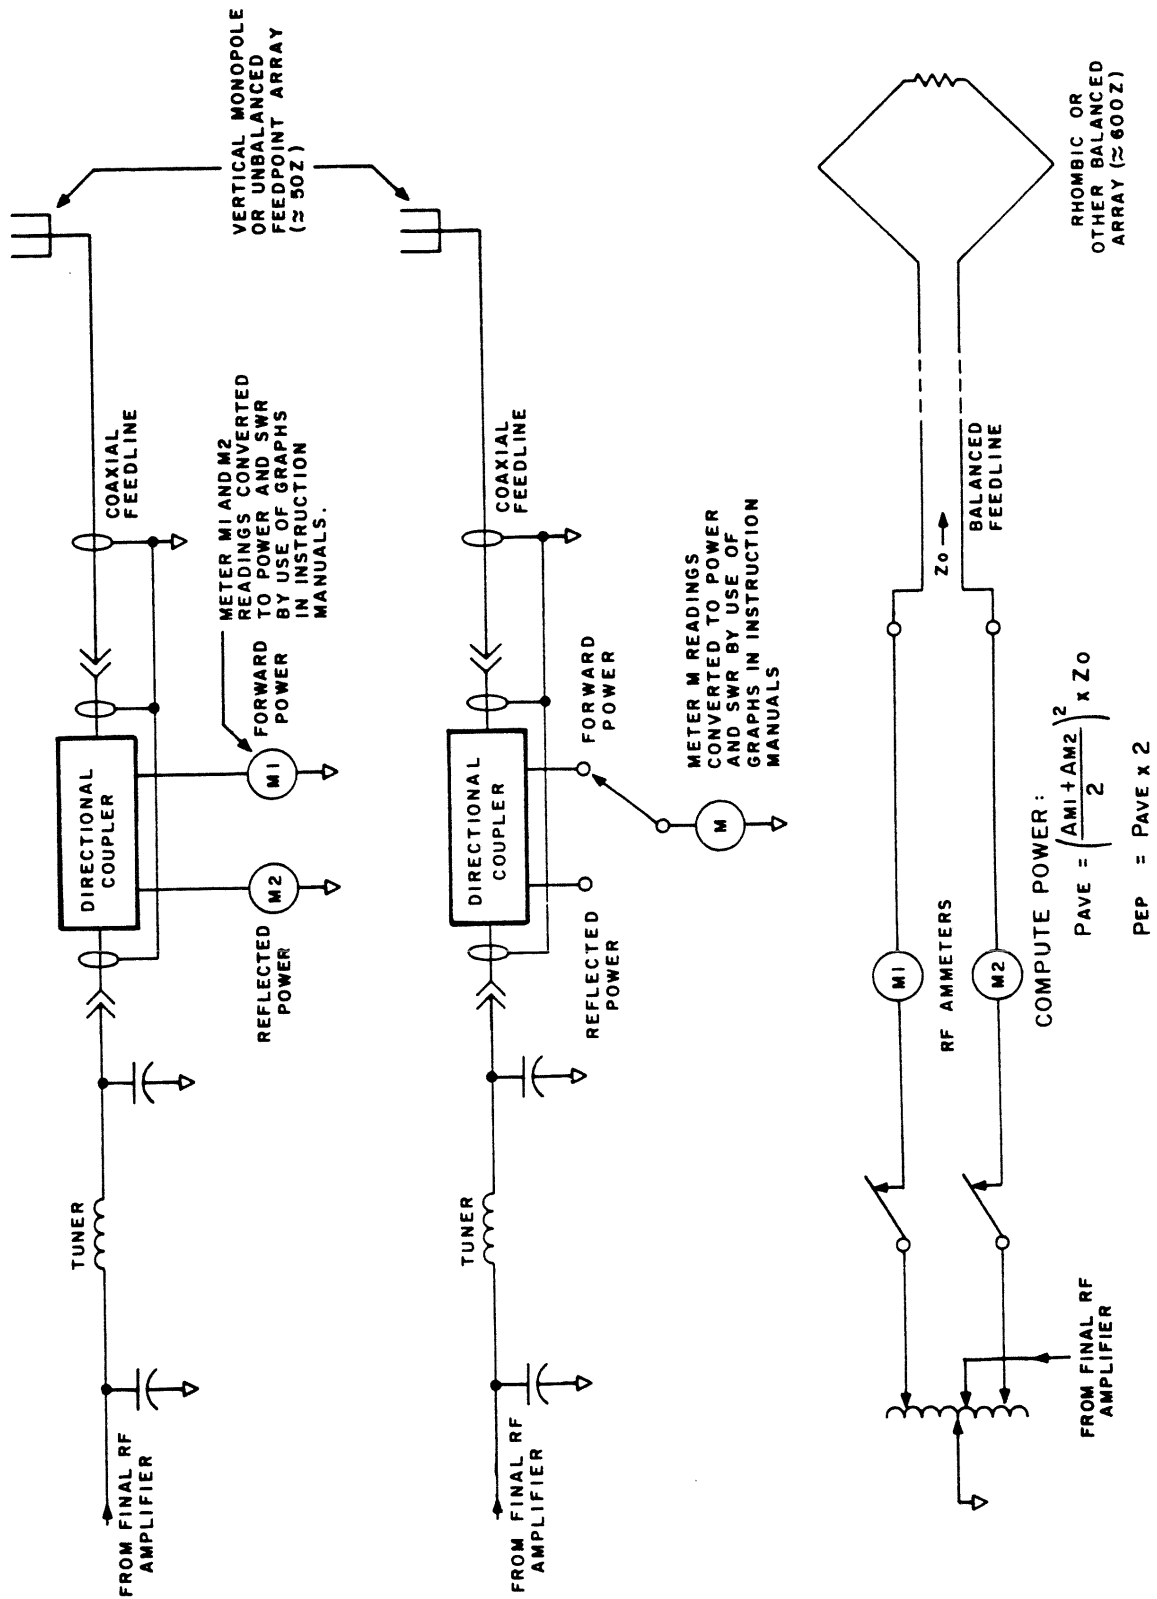 FROM FINAL RF
AMPLIFIER
TUNER
DIRECTIONAL
COUPLER
REFLECTED
POWER
M2
M1
FORWARD
POWER
METER M1 AND M2
READINGS CONVERTED
TO POWER AND SWR
BY USE OF GRAPHS
IN INSTRUCTION
MANUALS.
COAXIAL
FEEDLINE
VERTICAL MONOPOLE
OR UNBALANCED
FEEDPOINT ARRAY
(≈ 50Z)
FROM FINAL RF
AMPLIFIER
TUNER
DIRECTIONAL
COUPLER
REFLECTED
POWER
M
FORWARD
POWER
METER M READINGS
CONVERTED TO POWER
AND SWR BY USE OF
GRAPHS IN INSTRUCTION
MANUALS
COAXIAL
FEEDLINE
FROM FINAL RF
AMPLIFIER
M1
RF AMMETERS
M2
Zo
BALANCED
FEEDLINE
RHOMBIC OR
OTHER BALANCED
ARRAY (≈ 600Z)
COMPUTE POWER:
PAVE = (AM1 + AM2 / 2)² x Zo
PEP = PAVE x 2